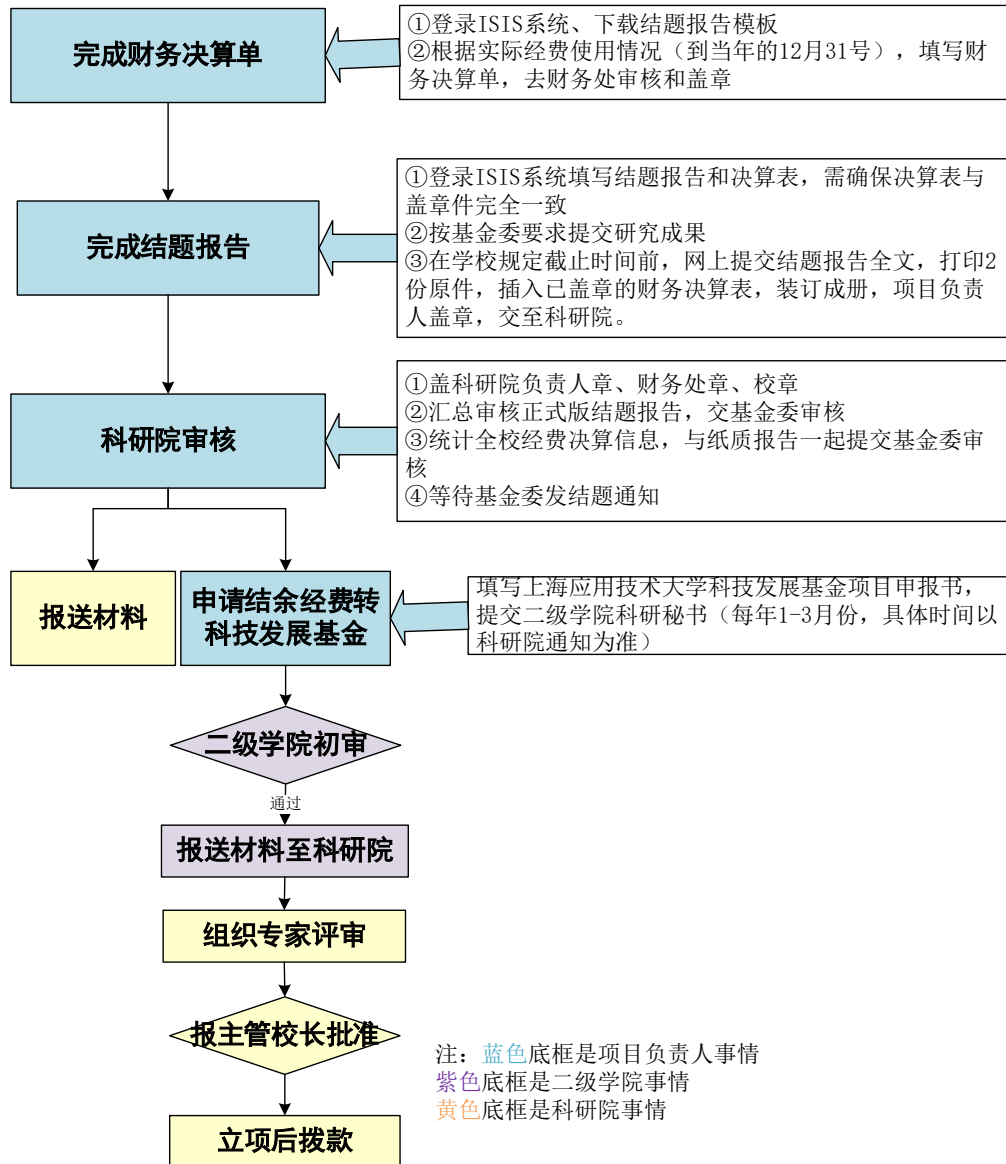 完成财务决算单
①登录ISIS系统、下载结题报告模板
②根据实际经费使用情况（到当年的12月31号），填写财
务决算单，去财务处审核和盖章
完成结题报告
①登录ISIS系统填写结题报告和决算表，需确保决算表与
盖章件完全一致
②按基金委要求提交研究成果
③在学校规定截止时间前，网上提交结题报告全文，打印2
份原件，插入已盖章的财务决算表，装订成册，项目负责
人盖章，交至科研院。
科研院审核
①盖科研院负责人章、财务处章、校章
②汇总审核正式版结题报告，交基金委审核
③统计全校经费决算信息，与纸质报告一起提交基金委审
核
④等待基金委发结题通知
报送材料
申请结余经费转
科技发展基金
填写上海应用技术大学科技发展基金项目申报书，
提交二级学院科研秘书（每年1-3月份，具体时间以
科研院通知为准）
二级学院初审
通过
报送材料至科研院
组织专家评审
报主管校长批准
立项后拨款
注：蓝色底框是项目负责人事情
紫色底框是二级学院事情
黄色底框是科研院事情